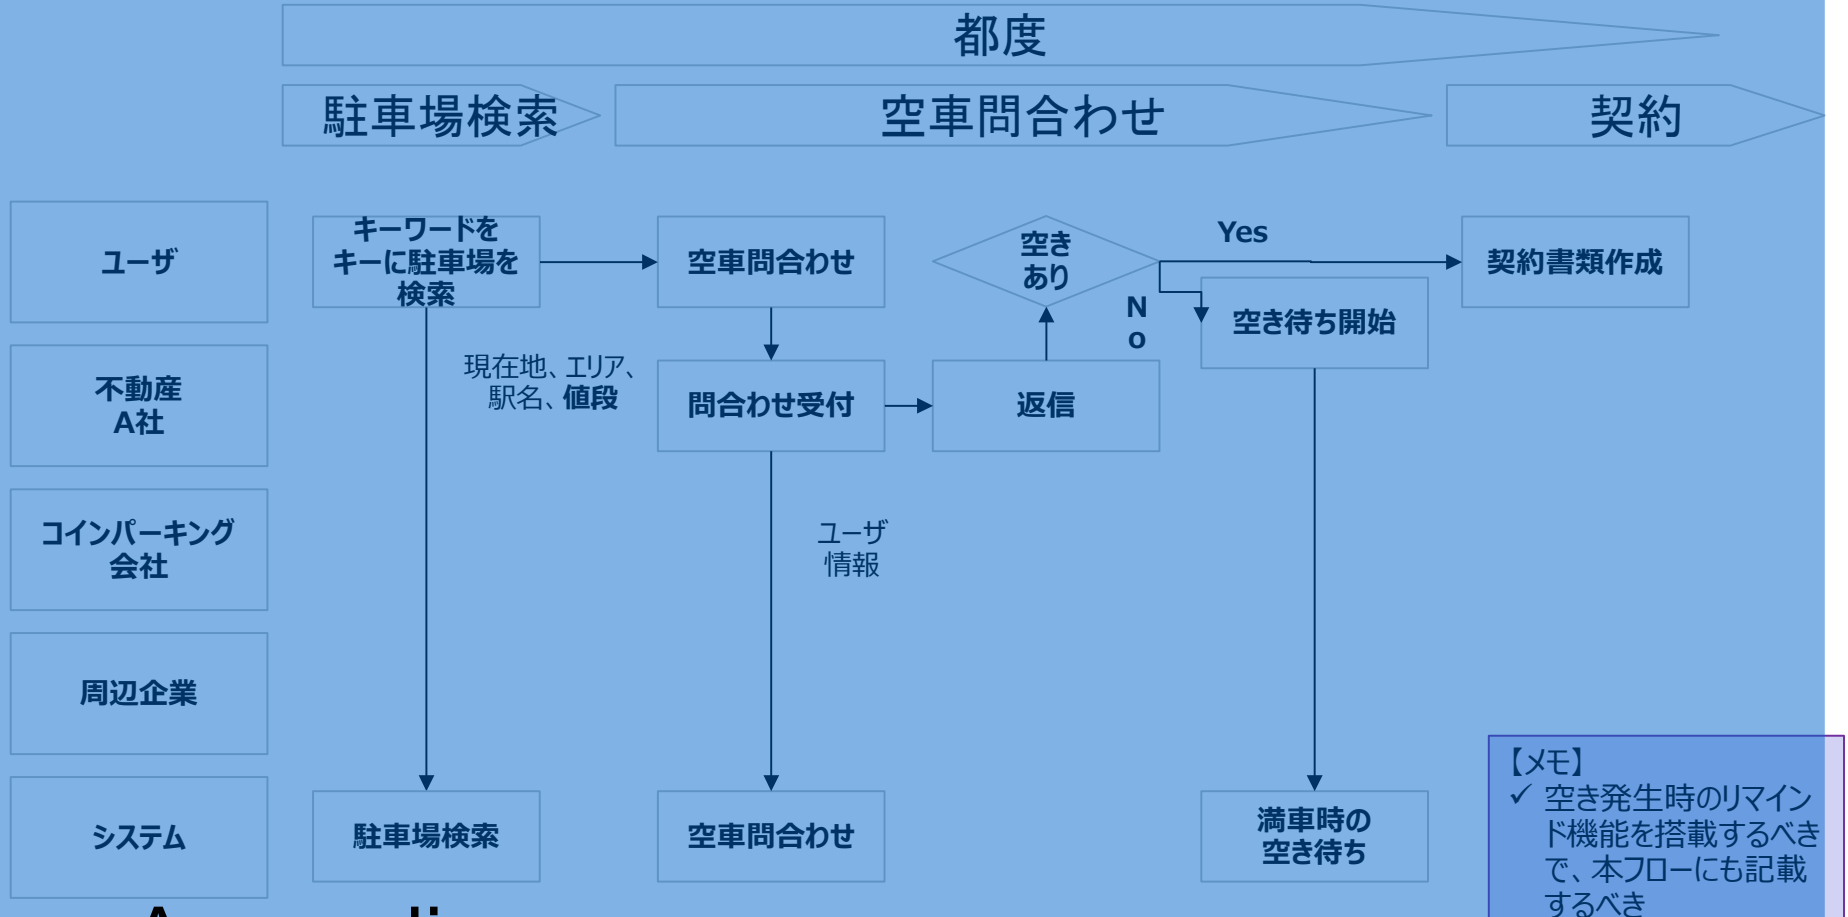 都度
駐車場検索
空車問合わせ
契約
ユーザ
キーワードを
キーに駐車場を
検索
空車問合わせ
空き
あり
Yes
N
o
契約書類作成
空き待ち開始
不動産
A社
現在地、エリア、
駅名、値段
問合わせ受付
返信
コインパーキング
会社
ユーザ
情報
周辺企業
システム
駐車場検索
空車問合わせ
満車時の
空き待ち
【メモ】
✓ 空き発生時のリマイン
ド機能を搭載するべき
で、本フローにも記載
するべき